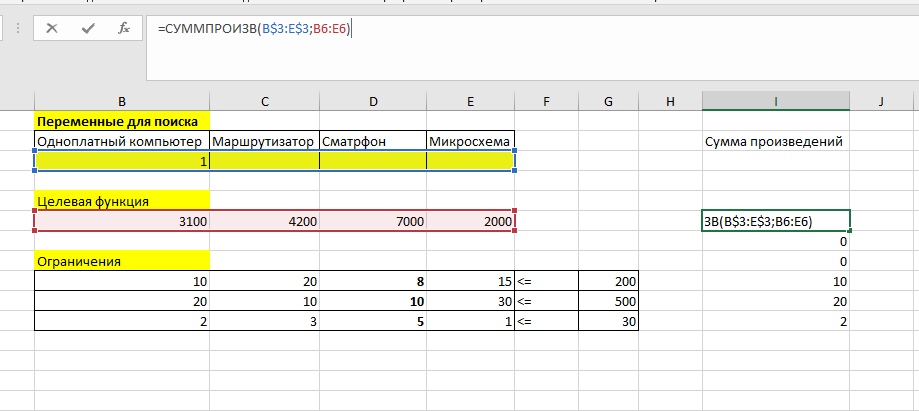 =СУММПРОИЗВ(B$3:E$3;B6:E6)
B C D E F G H I J
Переменные для поиска
Одноплатный компьютер Маршрутизатор Сматрфон Микросхема Сумма произведений
1
Целевая функция
3100 4200 7000 2000 ЗВ(B$3:E$3;B6:E6)
0
Ограничения 0
10 20 8 15 <= 200 10
20 10 10 30 <= 500 20
2 3 5 1 <= 30 2